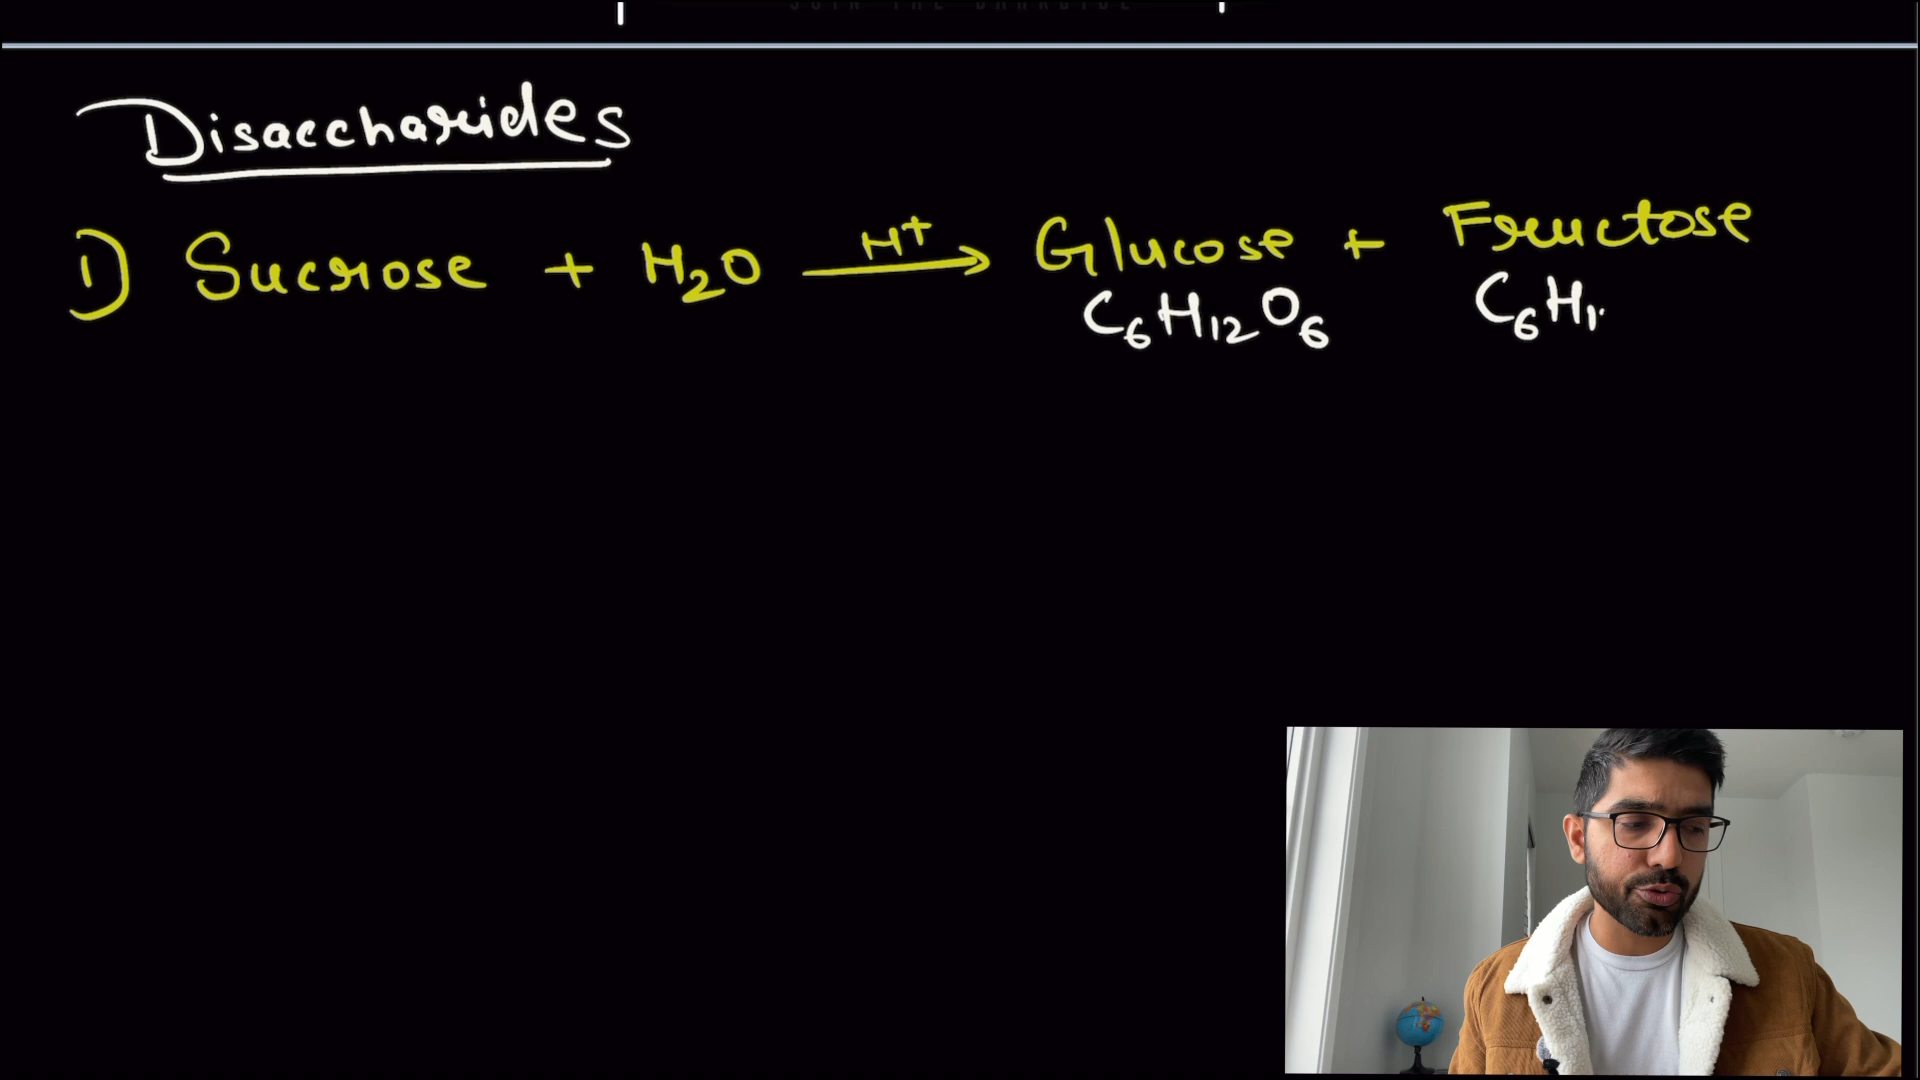 Disaccharides
1) Sucrose + H₂O —H⁺→ Glucose + Fructose
C₆H₁₂O₆ C₆H₁